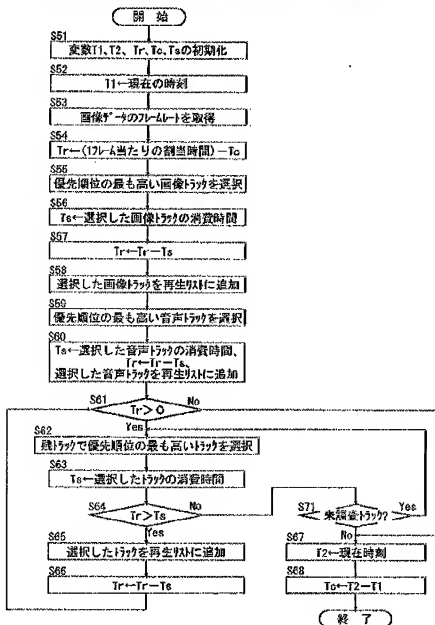 開 始
S51
変数T1、T2、Tr、Tc、Tsの初期化
S52
T1←現在の時刻
S53
画像データのフレームレートを取得
S54
Tr←(1フレーム当たりの割当時間)－Tc
S55
優先順位の最も高い画像トラックを選択
S56
Ts←選択した画像トラックの消費時間
S57
Tr←Tr－Ts
S58
選択した画像トラックを再生リストに追加
S59
優先順位の最も高い音声トラックを選択
S60
Ts←選択した音声トラックの消費時間、
Tr←Tr－Ts、
選択した音声トラックを再生リストに追加
S61
Tr＞0
No
Yes
S62
残トラックで優先順位の最も高いトラックを選択
S63
Ts←選択したトラックの消費時間
S64
Tr＞Ts
No
Yes
S71
未調査トラック?
Yes
No
S65
選択したトラックを再生リストに追加
S66
Tr←Tr－Ts
S67
T2←現在時刻
S68
Tc←T2－T1
終 了